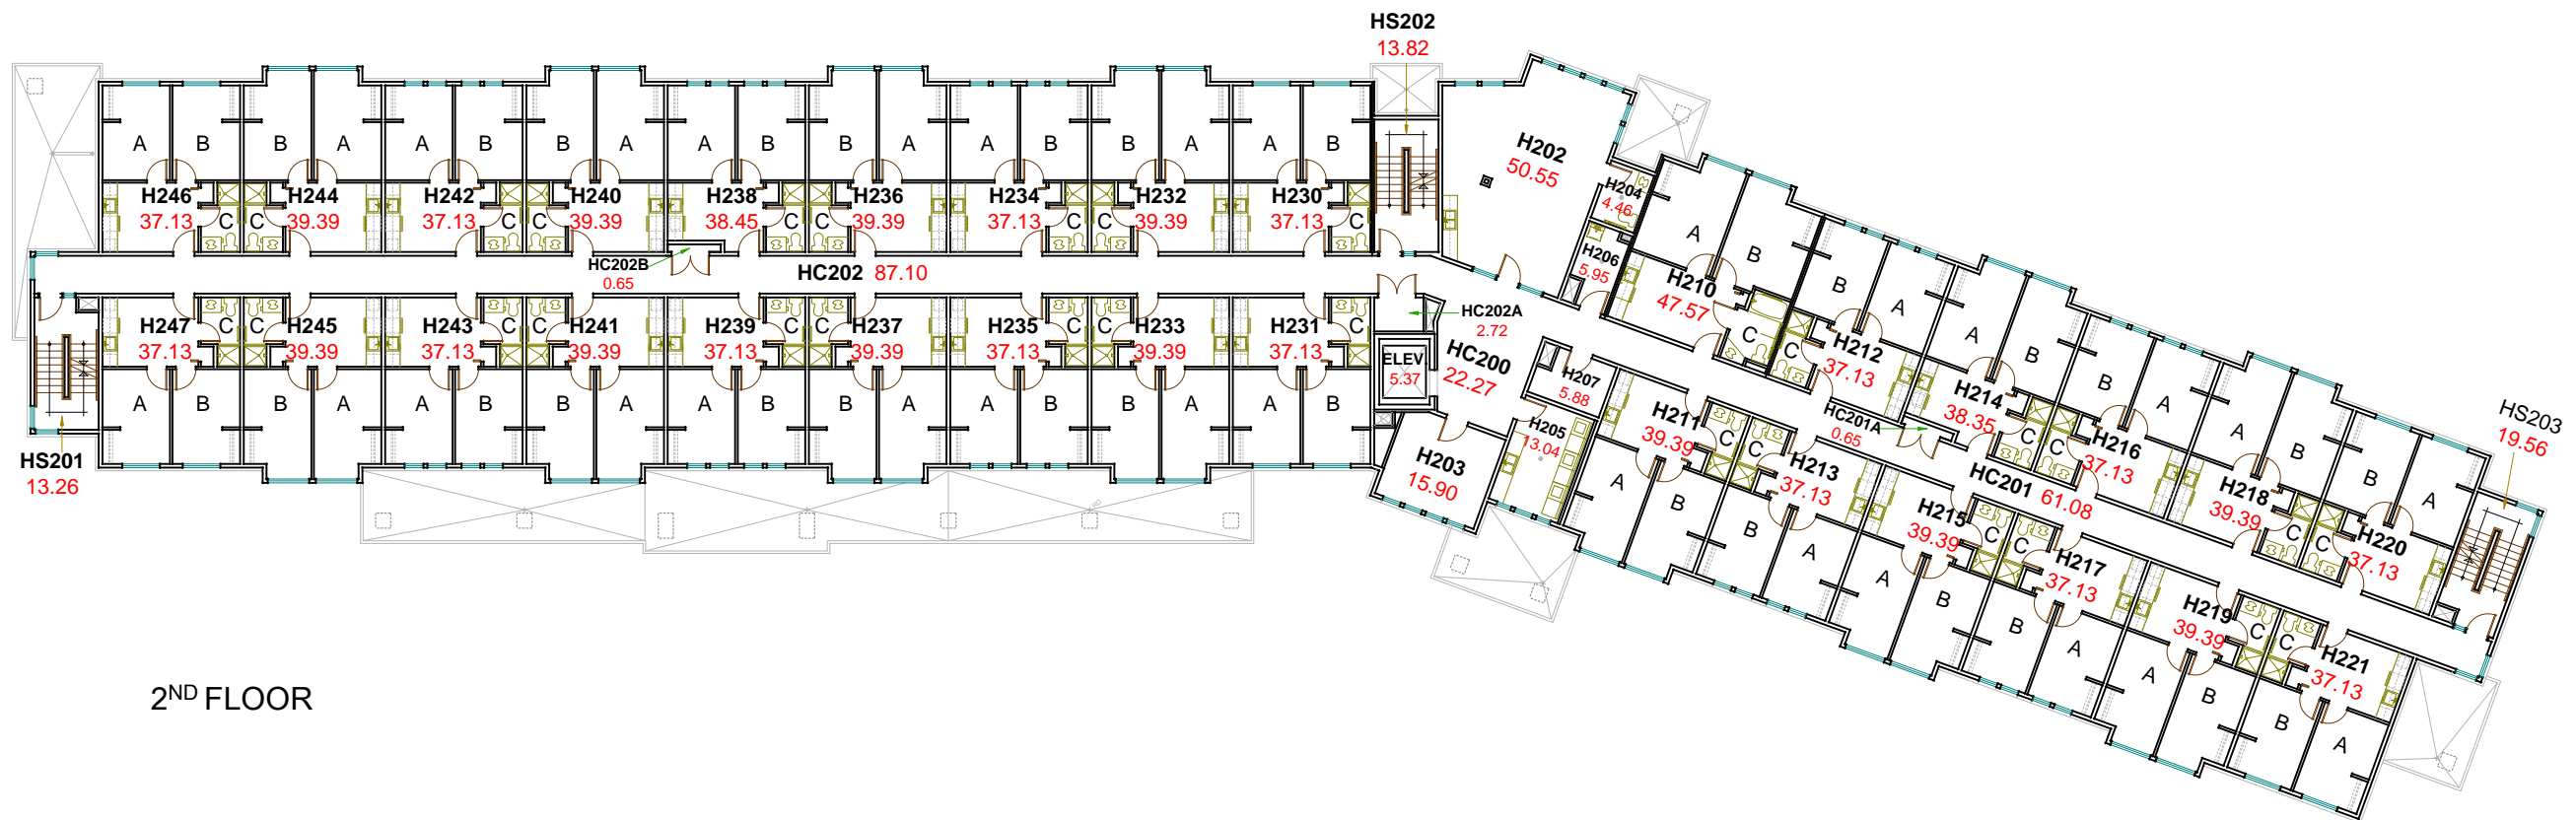 HS202
13.82
A B B A A B B A A B B A A B B A A B
H246 H244 H242 H240 H238 H236 H234 H232 H230
37.13 C C 39.39 37.13 C C 39.39 38.45 C C 39.39 37.13 C C 39.39 37.13 C
HC202B
0.65
HC202 87.10
H247 H245 H243 H241 H239 H237 H235 H233 H231
37.13 C C 39.39 37.13 C C 39.39 37.13 C C 39.39 37.13 C C 39.39 37.13 C
A B B A A B B A A B B A A B B A A B
HS201
13.26
H202
50.55
H204
4.46
H206
5.95
HC202A
2.72
ELEV.
5.37
HC200
22.27
H207
5.88
H205
13.04
H203
15.90
A B
H210
47.57
C
B A
C
H212
37.13
A B
H214
38.35
C
HC201A
0.65
B A
C
H216
37.13
A B
H218
39.39
C
B A
C
H220
37.13
HC201 61.08
H211
39.39
C
A B
H213
37.13
C
B A
H215
39.39
C
A B
H217
37.13
C
B A
H219
39.39
C
A B
H221
37.13
C
B A
HS203
19.56
2ND FLOOR